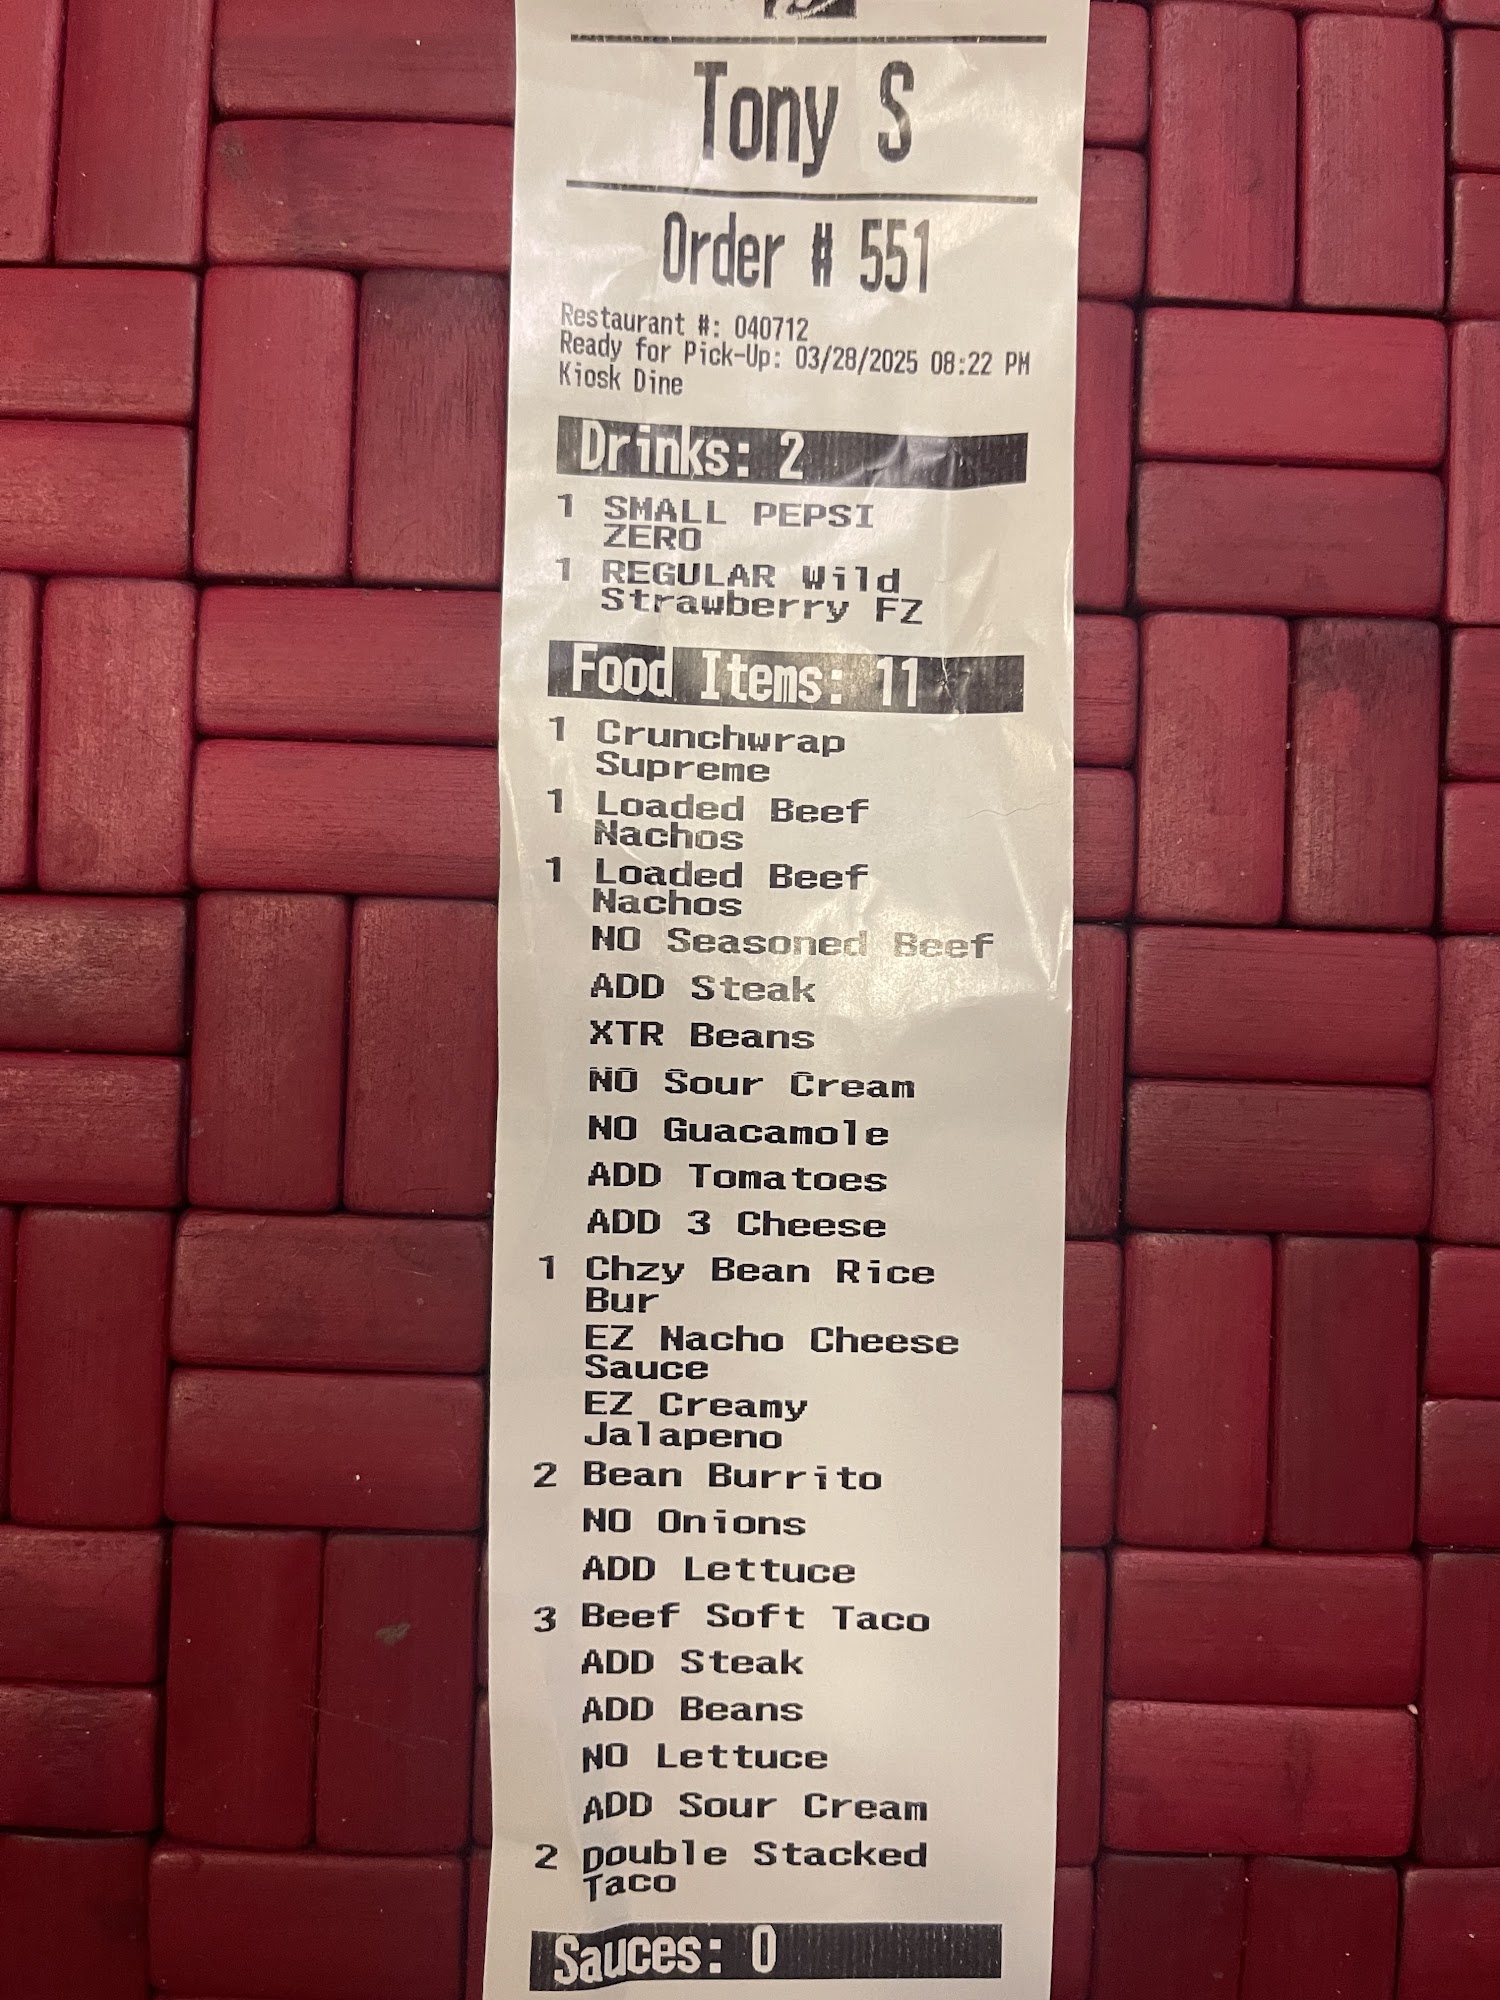 Tony S
Order # 551
Restaurant #: 040712
Ready for Pick-Up: 03/28/2025 08:22 PM
Kiosk Dine
Drinks: 2
1 SMALL PEPSI
ZERO
1 REGULAR Wild
Strawberry FZ
Food Items: 11
1 Crunchwrap
Supreme
1 Loaded Beef
Nachos
1 Loaded Beef
Nachos
NO Seasoned Beef
ADD Steak
XTR Beans
NO Sour Cream
NO Guacamole
ADD Tomatoes
ADD 3 Cheese
1 Chzy Bean Rice
Bur
EZ Nacho Cheese
Sauce
EZ Creamy
Jalapeno
2 Bean Burrito
NO Onions
ADD Lettuce
3 Beef Soft Taco
ADD Steak
ADD Beans
NO Lettuce
ADD Sour Cream
2 Double Stacked
Taco
Sauces: 0